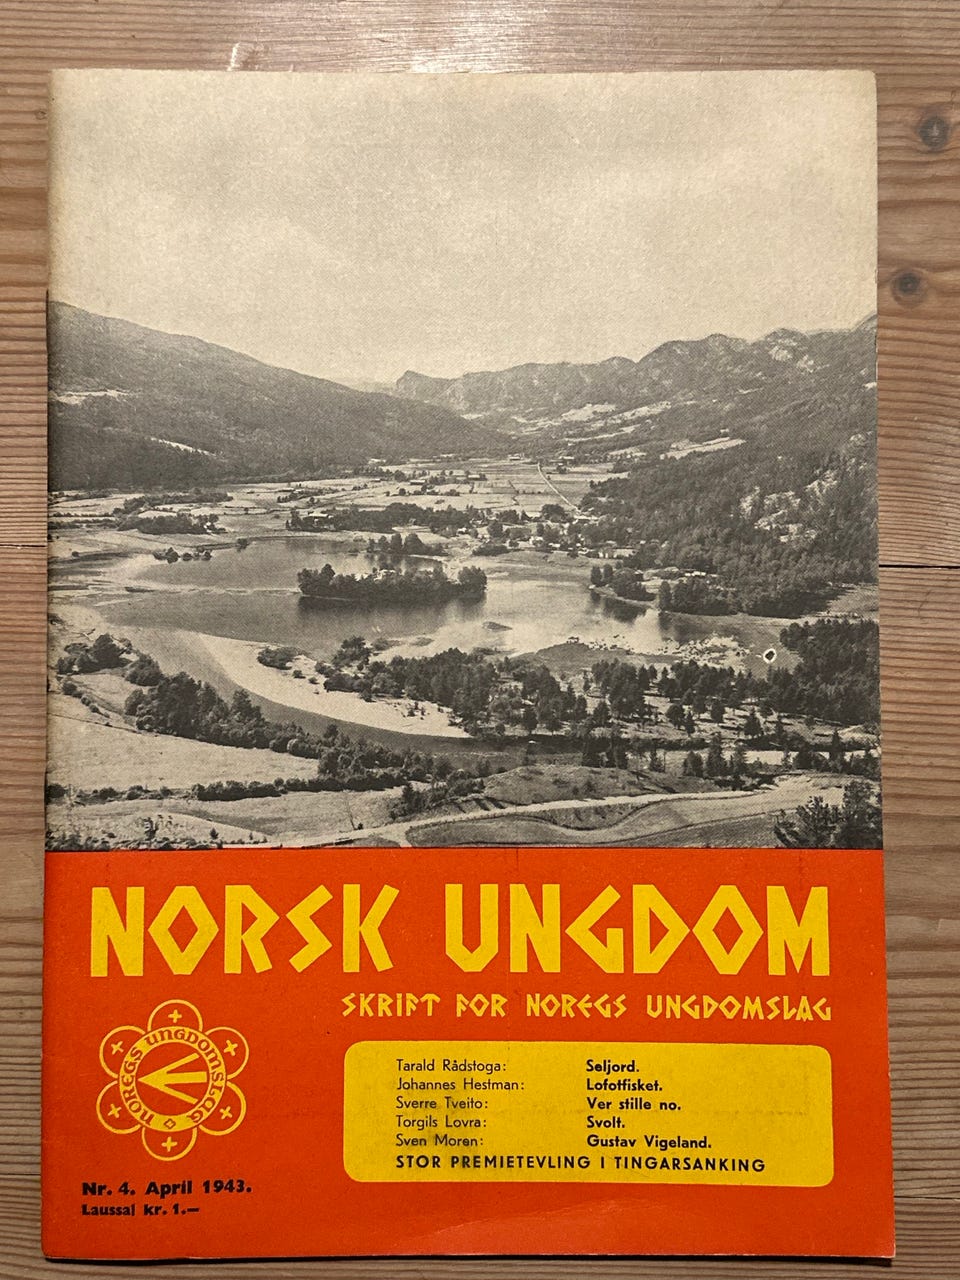 NORSK UNGDOM
SKRIFT FOR NOREGS UNGDOMSLAG
NOREGS UNGDOMSLAG
Tarald Rådstoga: Seljord.
Johannes Hestman: Lofotfisket.
Sverre Tveito: Ver stille no.
Torgils Lovra: Svolt.
Sven Moren: Gustav Vigeland.
STOR PREMIETEVLING I TINGARSANKING
Nr. 4. April 1943.
Laussal kr. 1.—